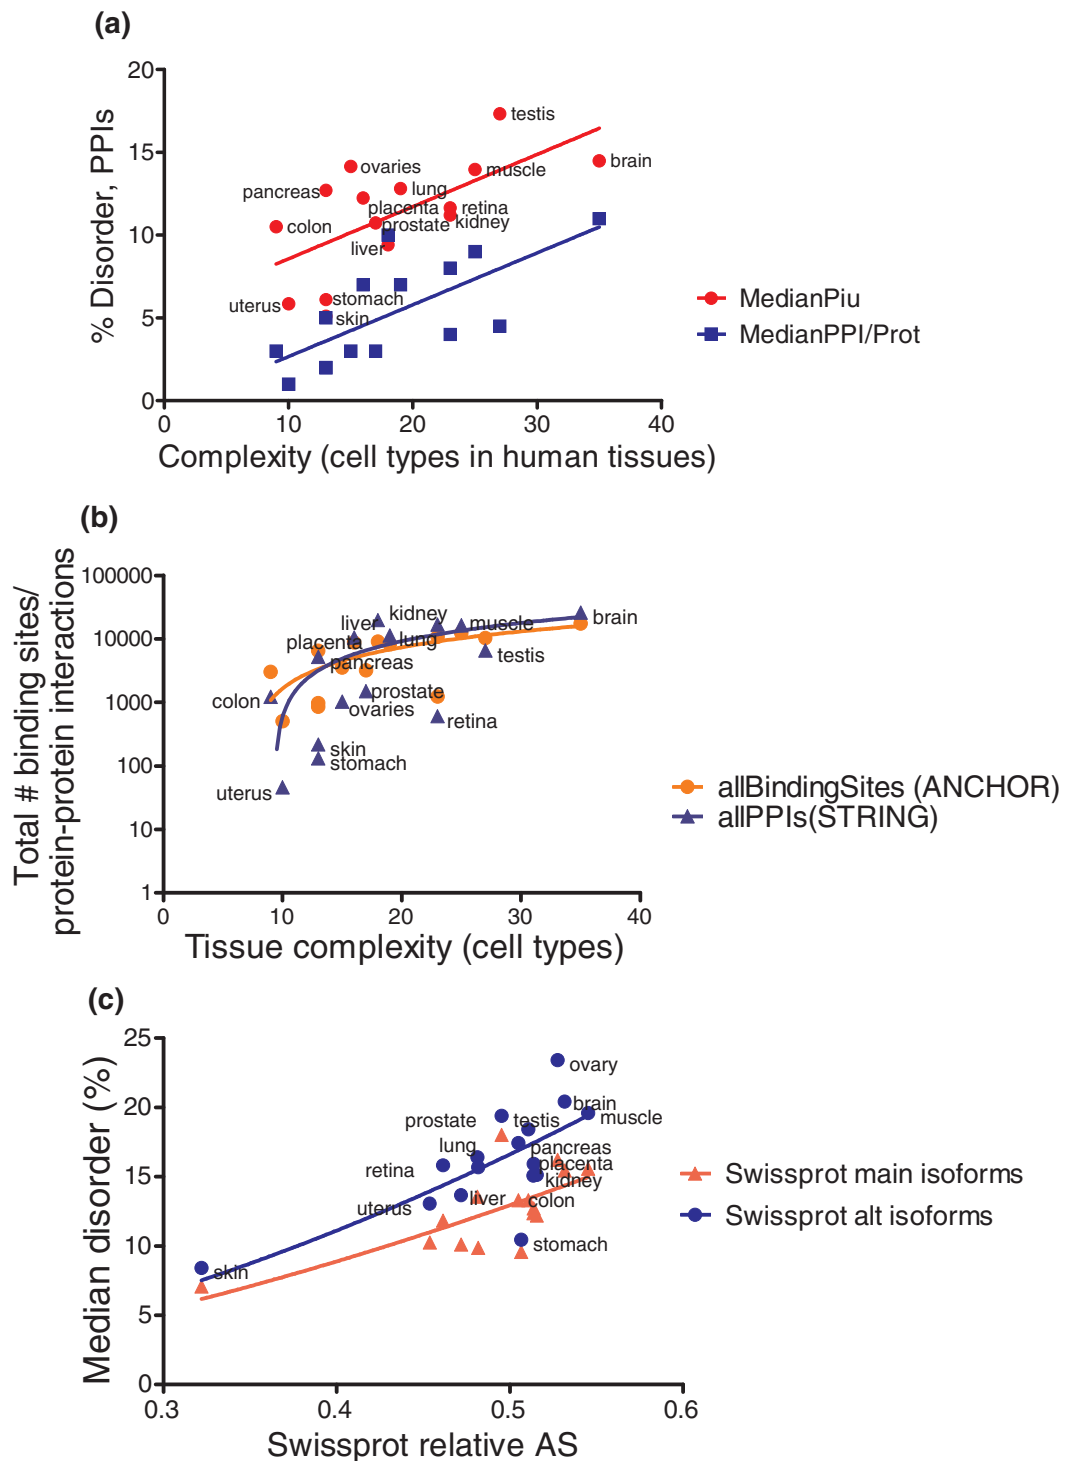 (a)
% Disorder, PPIs
20
15
10
5
0
testis
brain
ovaries
muscle
pancreas
lung
placenta
retina
colon
prostate
kidney
liver
uterus
stomach
skin
MedianPiu
MedianPPI/Prot
0 10 20 30 40
Complexity (cell types in human tissues)
(b)
Total # binding sites/
protein-protein interactions
100000
10000
1000
100
10
1
kidney
liver
muscle
brain
placenta
lung
pancreas
testis
colon
prostate
ovaries
retina
skin
stomach
uterus
allBindingSites (ANCHOR)
allPPIs(STRING)
0 10 20 30 40
Tissue complexity (cell types)
(c)
Median disorder (%)
25
20
15
10
5
0
ovary
brain
muscle
prostate
testis
lung
pancreas
placenta
retina
kidney
liver
colon
uterus
stomach
skin
Swissprot main isoforms
Swissprot alt isoforms
0.3 0.4 0.5 0.6
Swissprot relative AS